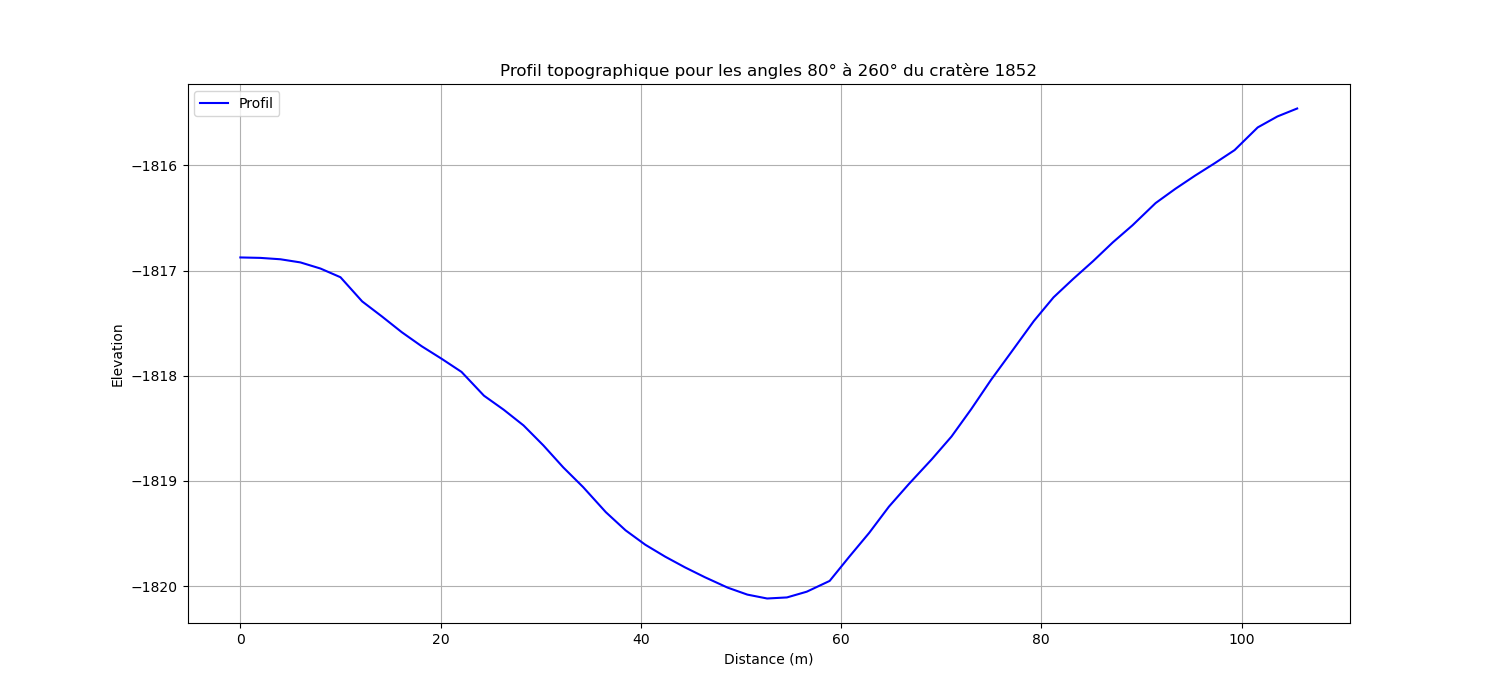 Profil topographique pour les angles 80° à 260° du cratère 1852
Profil
−1816
−1817
−1818
−1819
−1820
Elevation
0 20 40 60 80 100
Distance (m)